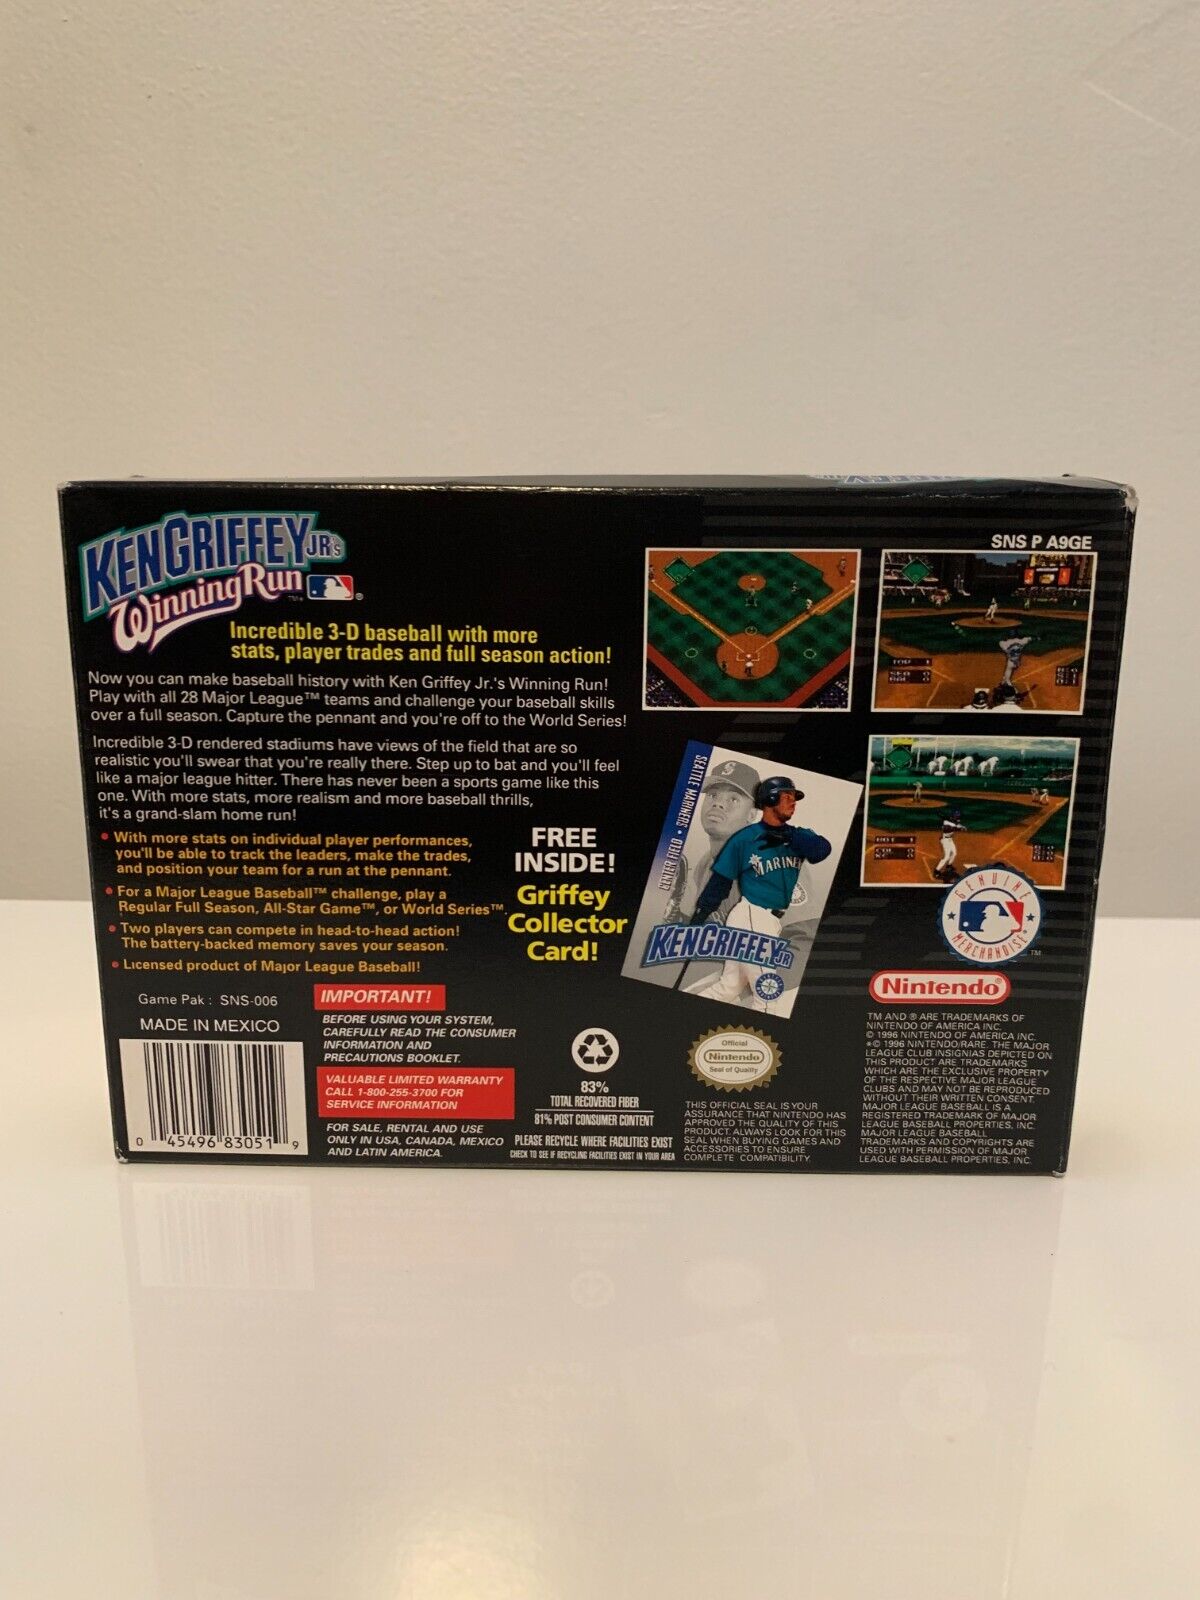 SNS P A9GE
KEN GRIFFEY JR's
Winning Run
Incredible 3-D baseball with more
stats, player trades and full season action!
Now you can make baseball history with Ken Griffey Jr.'s Winning Run!
Play with all 28 Major League™ teams and challenge your baseball skills
over a full season. Capture the pennant and you're off to the World Series!
Incredible 3-D rendered stadiums have views of the field that are so
realistic you'll swear that you're really there. Step up to bat and you'll feel
like a major league hitter. There has never been a sports game like this
one. With more stats, more realism and more baseball thrills,
it's a grand-slam home run!
• With more stats on individual player performances,
you'll be able to track the leaders, make the trades,
and position your team for a run at the pennant.
• For a Major League Baseball™ challenge, play a
Regular Full Season, All-Star Game™, or World Series™.
• Two players can compete in head-to-head action!
The battery-backed memory saves your season.
• Licensed product of Major League Baseball!
FREE
INSIDE!
Griffey
Collector
Card!
SEATTLE MARINERS • CENTER FIELD
S
MARINE
KEN GRIFFEY JR
GENUINE
MERCHANDISE
TM
Nintendo
Game Pak : SNS-006
MADE IN MEXICO
0 45496 83051 9
IMPORTANT!
BEFORE USING YOUR SYSTEM,
CAREFULLY READ THE CONSUMER
INFORMATION AND
PRECAUTIONS BOOKLET.
VALUABLE LIMITED WARRANTY
CALL 1-800-255-3700 FOR
SERVICE INFORMATION
FOR SALE, RENTAL AND USE
ONLY IN USA, CANADA, MEXICO
AND LATIN AMERICA.
83%
TOTAL RECOVERED FIBER
81% POST CONSUMER CONTENT
PLEASE RECYCLE WHERE FACILITIES EXIST
CHECK TO SEE IF RECYCLING FACILITIES EXIST IN YOUR AREA
Official
Nintendo
Seal of Quality
THIS OFFICIAL SEAL IS YOUR
ASSURANCE THAT NINTENDO HAS
APPROVED THE QUALITY OF THIS
PRODUCT. ALWAYS LOOK FOR THIS
SEAL WHEN BUYING GAMES AND
ACCESSORIES TO ENSURE
COMPLETE COMPATIBILITY.
TM AND ® ARE TRADEMARKS OF
NINTENDO OF AMERICA INC.
© 1996 NINTENDO OF AMERICA INC.
*© 1996 NINTENDO/RARE. THE MAJOR
LEAGUE CLUB INSIGNIAS DEPICTED ON
THIS PRODUCT ARE TRADEMARKS
WHICH ARE THE EXCLUSIVE PROPERTY
OF THE RESPECTIVE MAJOR LEAGUE
CLUBS AND MAY NOT BE REPRODUCED
WITHOUT THEIR WRITTEN CONSENT.
MAJOR LEAGUE BASEBALL IS A
REGISTERED TRADEMARK OF MAJOR
LEAGUE BASEBALL PROPERTIES, INC.
MAJOR LEAGUE BASEBALL
TRADEMARKS AND COPYRIGHTS ARE
USED WITH PERMISSION OF MAJOR
LEAGUE BASEBALL PROPERTIES, INC.